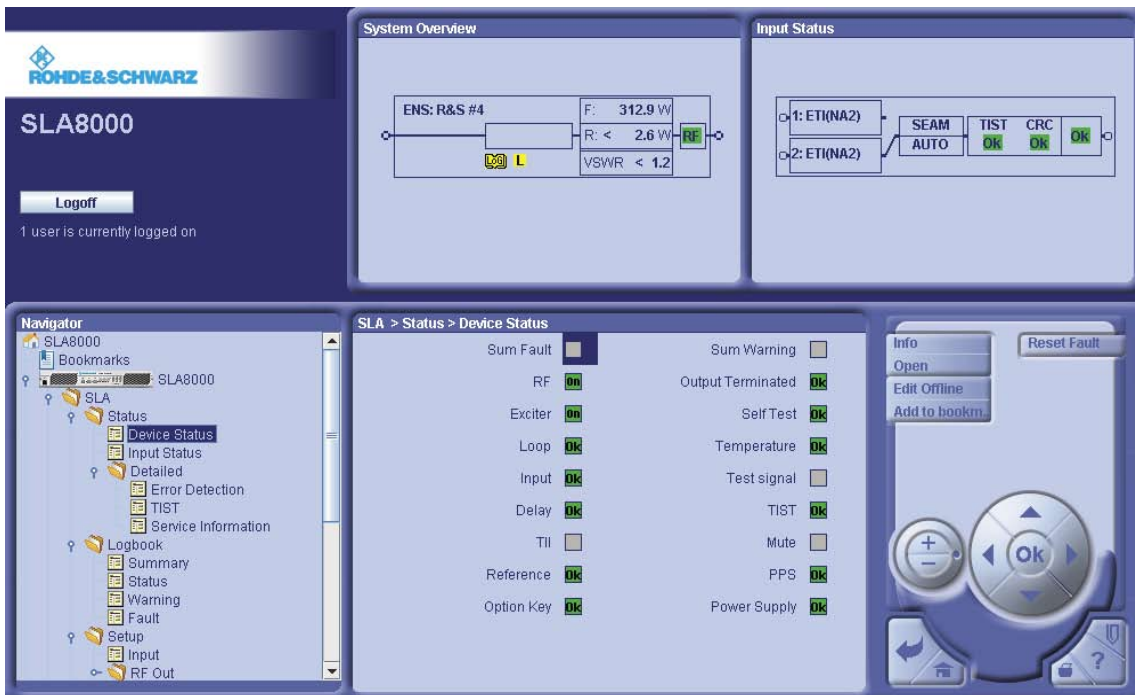 ROHDE&SCHWARZ
SLA8000
Logoff
1 user is currently logged on
System Overview
ENS: R&S #4
F: 312.9 W
R: < 2.6 W
RF
LOG L
VSWR < 1.2
Input Status
1: ETI(NA2)
2: ETI(NA2)
SEAM
AUTO
TIST
Ok
CRC
Ok
Ok
Navigator
SLA8000
Bookmarks
SLA8000
SLA
Status
Device Status
Input Status
Detailed
Error Detection
TIST
Service Information
Logbook
Summary
Status
Warning
Fault
Setup
Input
RF Out
SLA > Status > Device Status
Sum Fault
Sum Warning
RF On
Output Terminated Ok
Exciter On
Self Test Ok
Loop Ok
Temperature Ok
Input Ok
Test signal
Delay Ok
TIST Ok
TII
Mute
Reference Ok
PPS Ok
Option Key Ok
Power Supply Ok
Info
Open
Edit Offline
Add to bookm.
Reset Fault
+
−
Ok
?